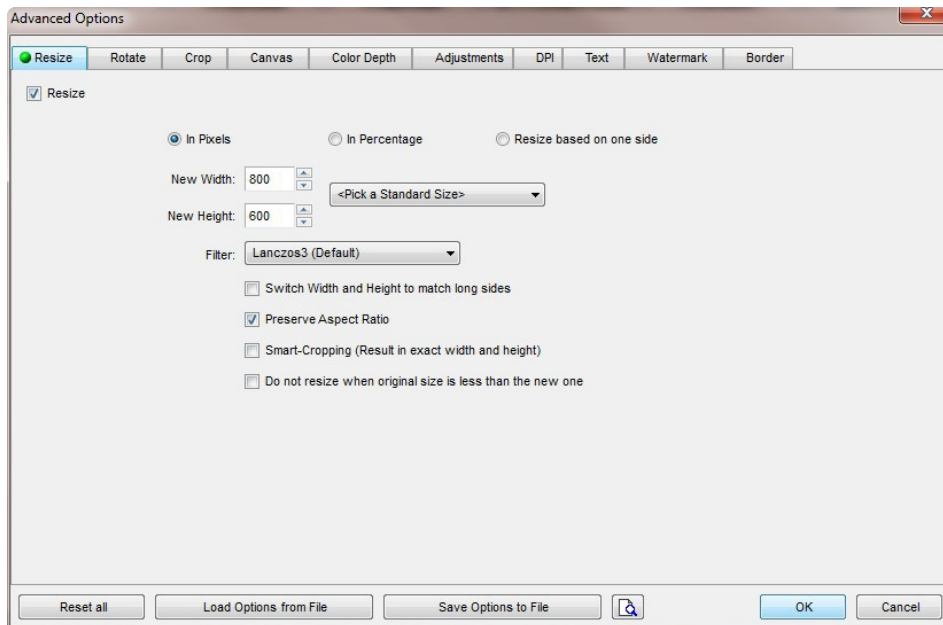 Advanced Options
Resize Rotate Crop Canvas Color Depth Adjustments DPI Text Watermark Border
Resize
In Pixels In Percentage Resize based on one side
New Width: 800
<Pick a Standard Size>
New Height: 600
Filter: Lanczos3 (Default)
Switch Width and Height to match long sides
Preserve Aspect Ratio
Smart-Cropping (Result in exact width and height)
Do not resize when original size is less than the new one
Reset all Load Options from File Save Options to File OK Cancel